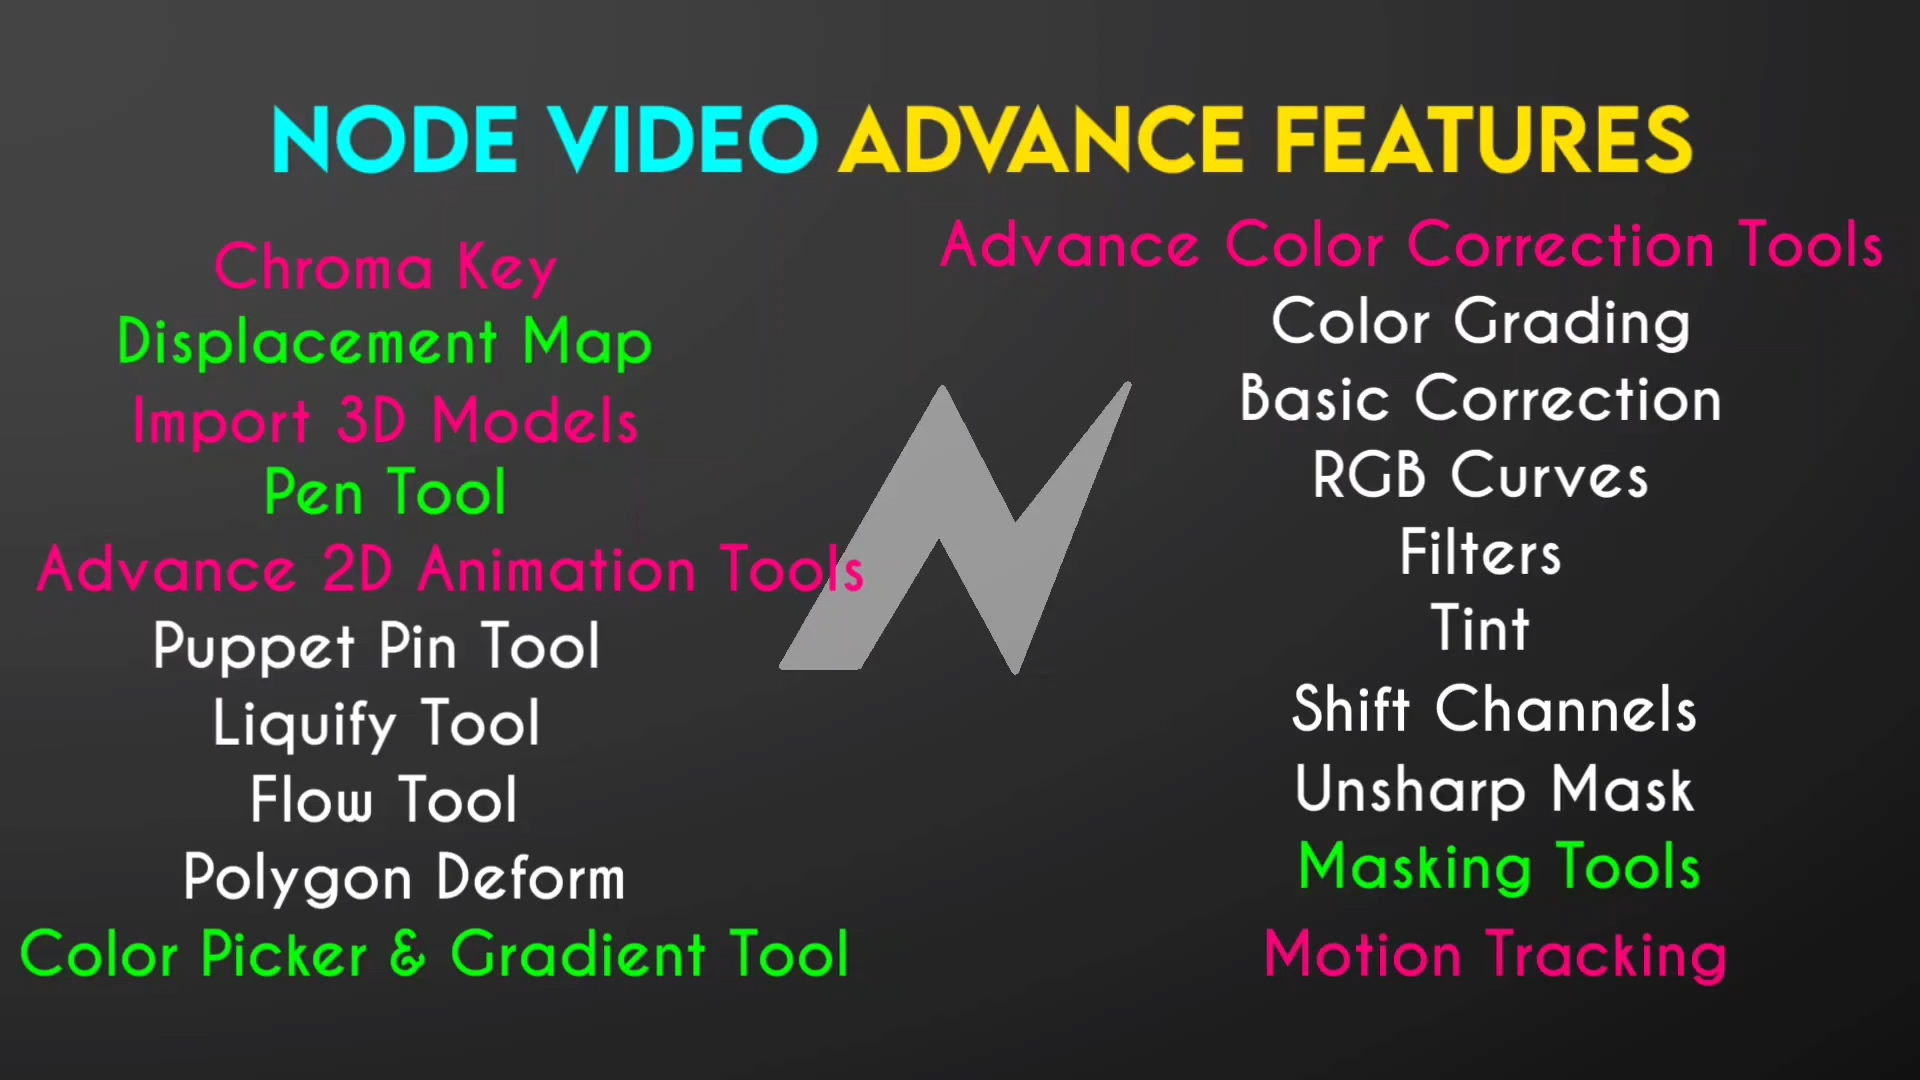 NODE VIDEO ADVANCE FEATURES
Chroma Key
Displacement Map
Import 3D Models
Pen Tool
Advance 2D Animation Tools
Puppet Pin Tool
Liquify Tool
Flow Tool
Polygon Deform
Color Picker & Gradient Tool
Advance Color Correction Tools
Color Grading
Basic Correction
RGB Curves
Filters
Tint
Shift Channels
Unsharp Mask
Masking Tools
Motion Tracking